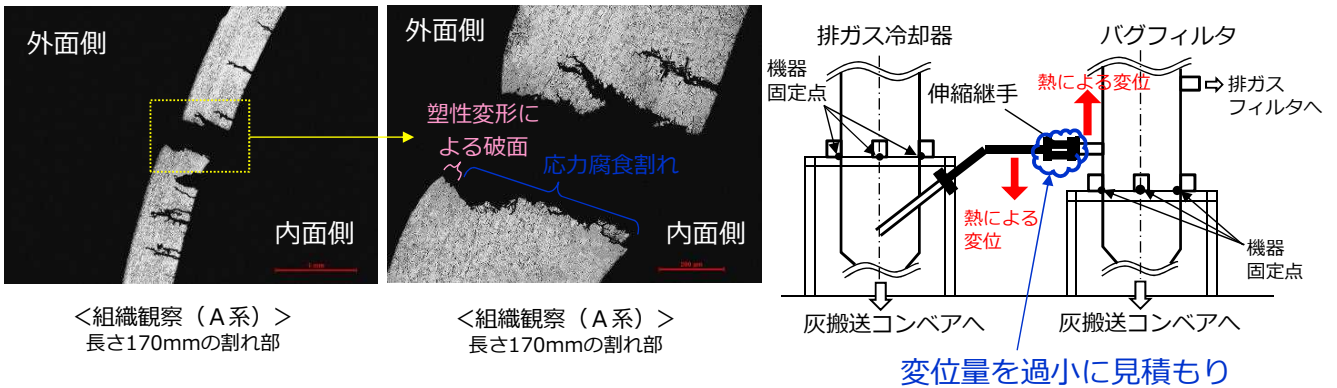 外面側
内面側
1 mm
<組織観察（Ａ系）>
長さ170mmの割れ部
外面側
塑性変形に
よる破面
応力腐食割れ
内面側
200 μm
<組織観察（Ａ系）>
長さ170mmの割れ部
排ガス冷却器
機器
固定点
伸縮継手
熱による変位
熱による
変位
バグフィルタ
排ガス
フィルタへ
機器
固定点
灰搬送コンベアへ
灰搬送コンベアへ
変位量を過小に見積もり